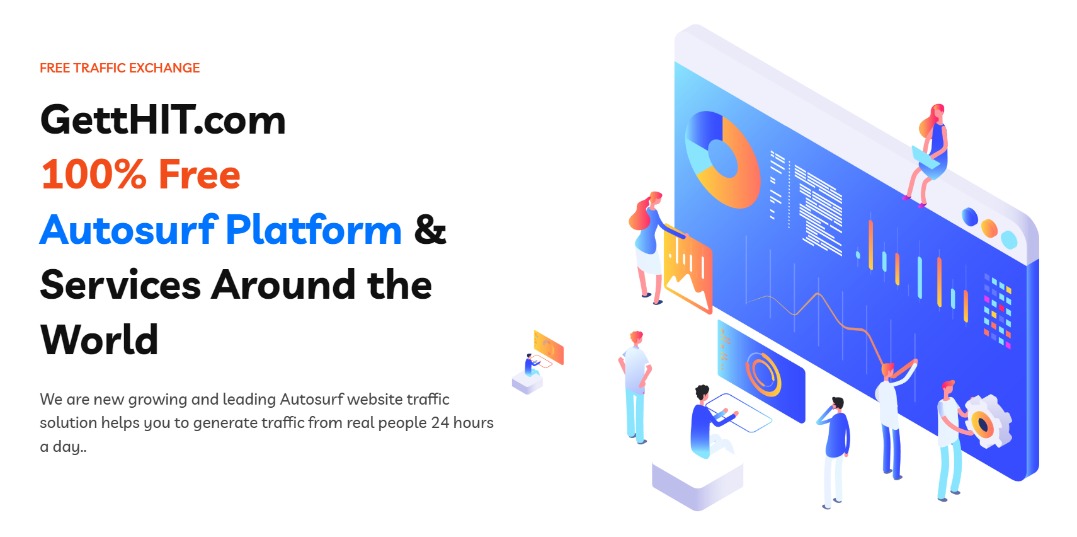 FREE TRAFFIC EXCHANGE
GettHIT.com
100% Free
Autosurf Platform &
Services Around the
World
We are new growing and leading Autosurf website traffic
solution helps you to generate traffic from real people 24 hours
a day..